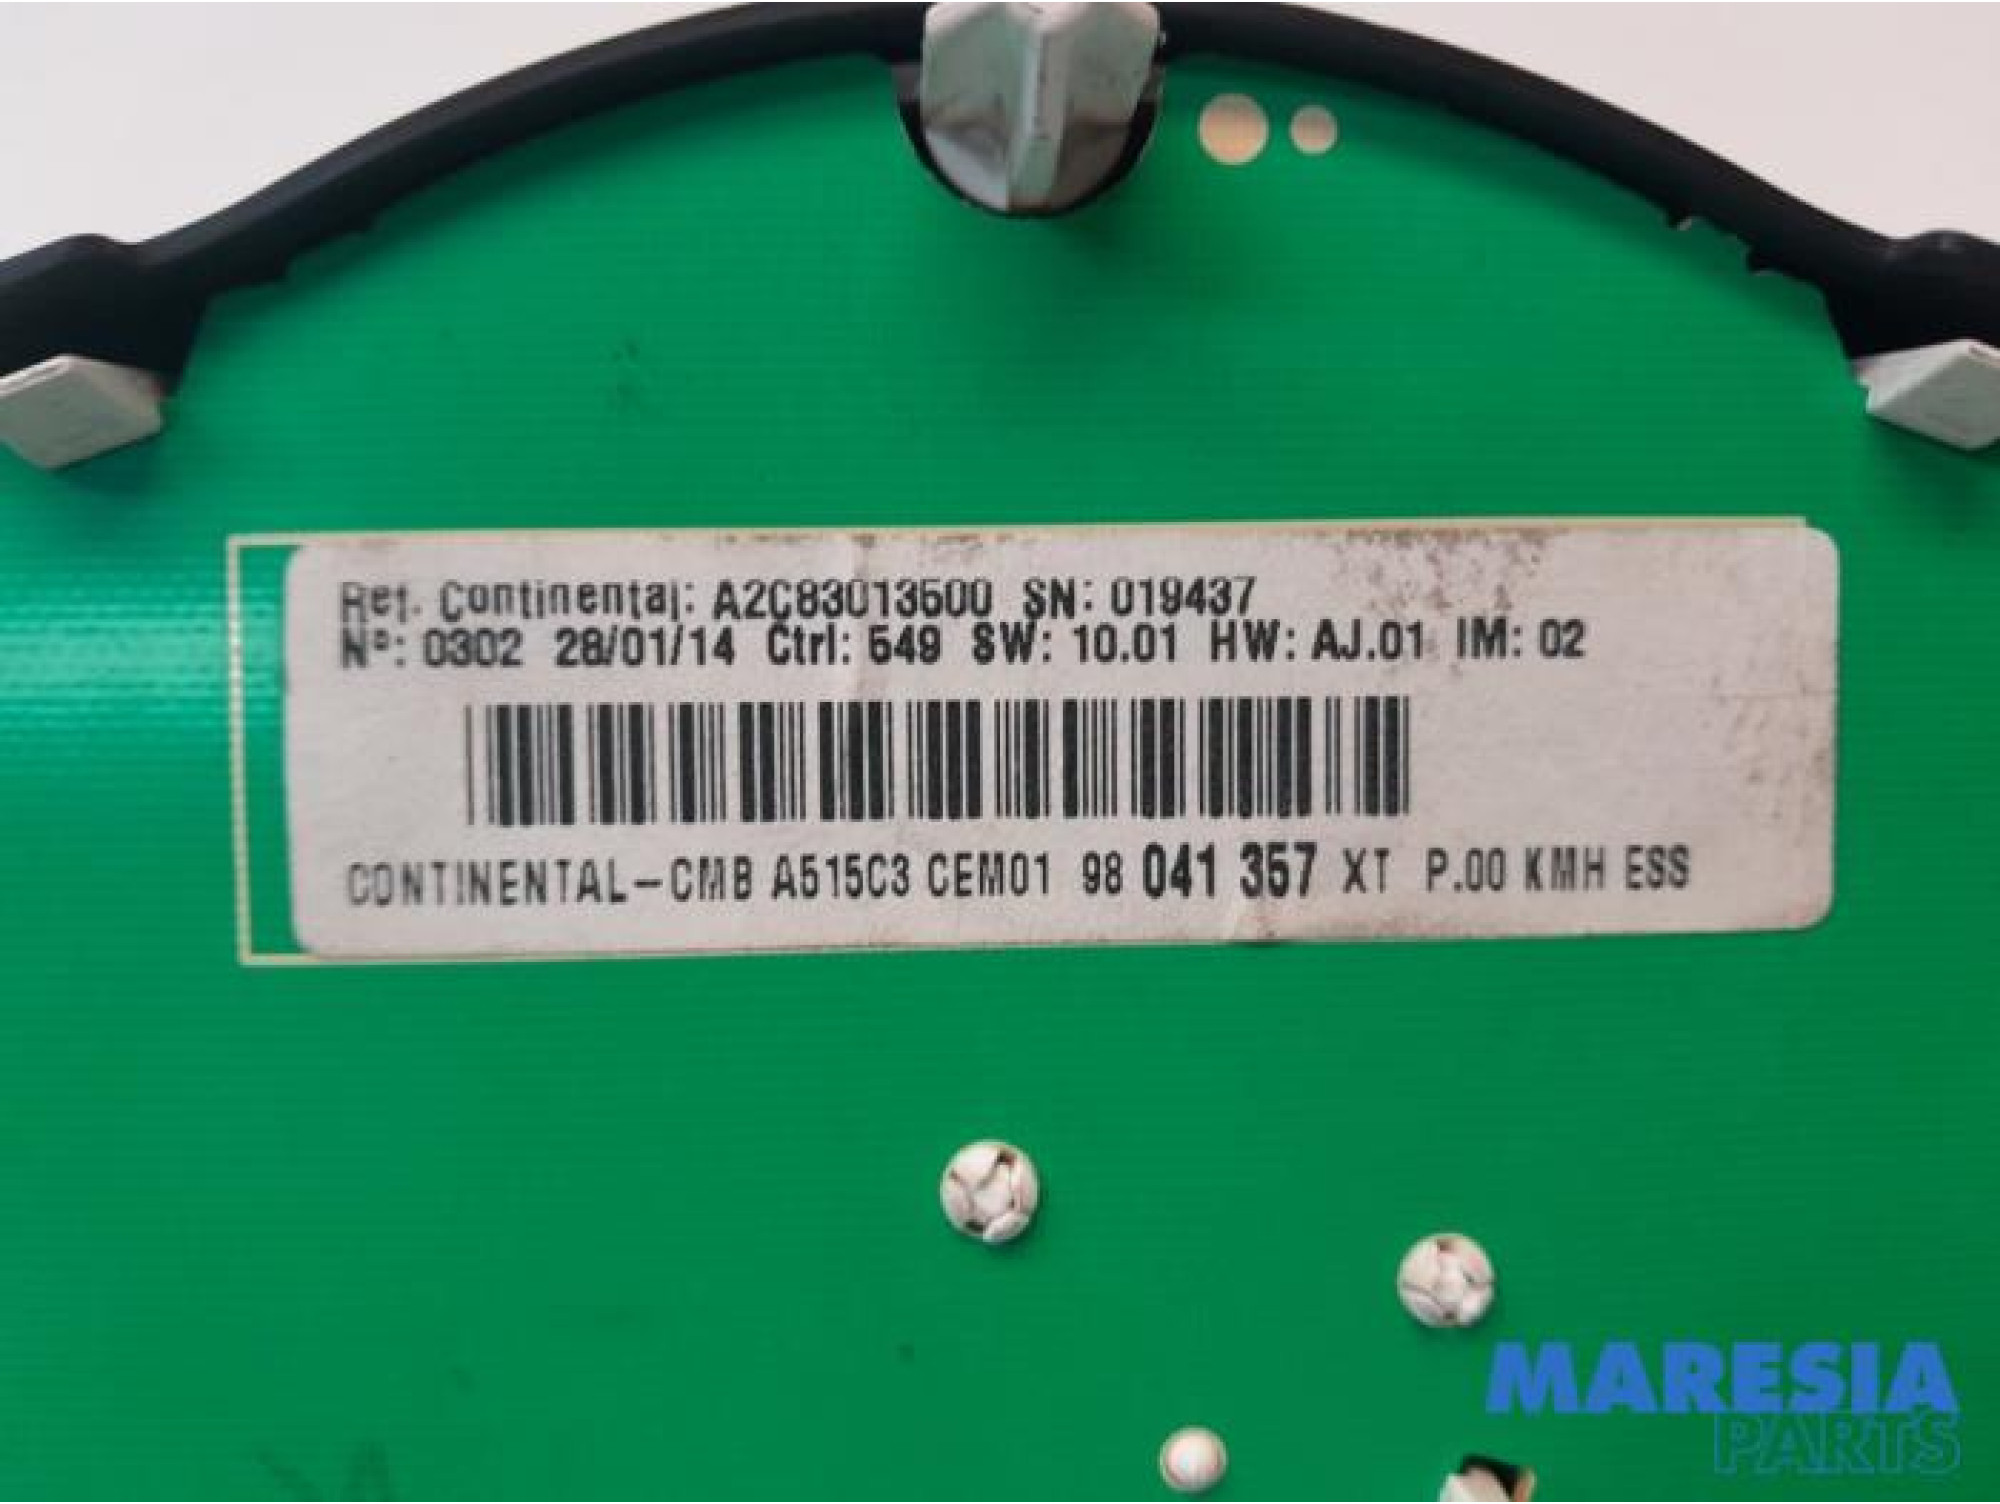 Ref. Continental: A2C83013500 SN: 019437
Nº: 0302 28/01/14 Ctrl: 549 SW: 10.01 HW: AJ.01 IM: 02
CONTINENTAL-CMB A515C3 CEM01 98 041 357 XT P.00 KMH ESS
MARESIA
PARTS